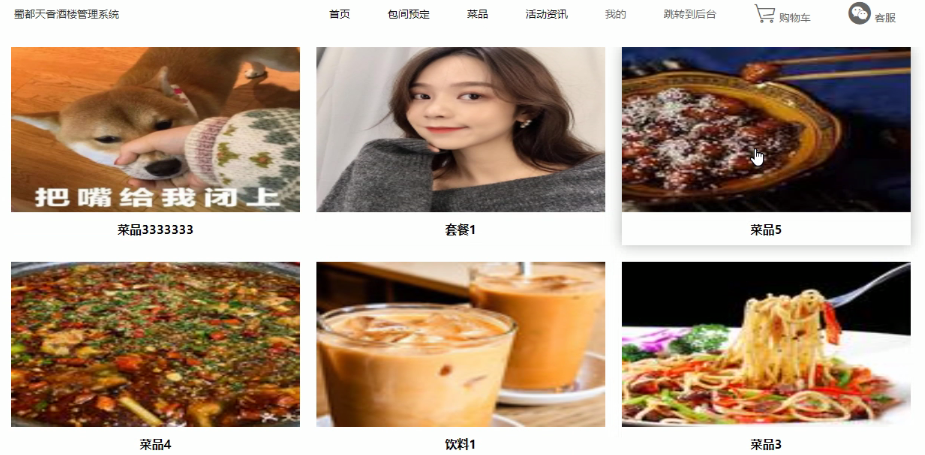 蜀都天香酒楼管理系统
首页 包间预定 菜品 活动资讯 我的 跳转到后台 购物车 客服
把嘴给我闭上
菜品3333333 套餐1 菜品5
菜品4 饮料1 菜品3